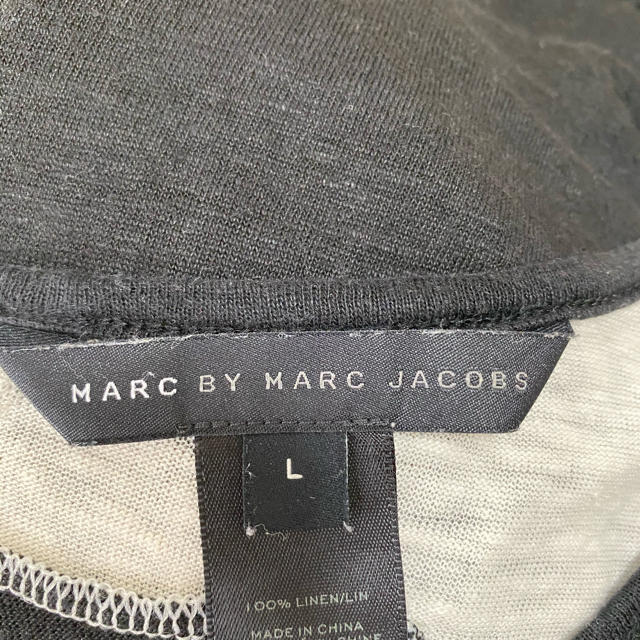 MARC BY MARC JACOBS
L
100% LINEN/LIN
MADE IN CHINA